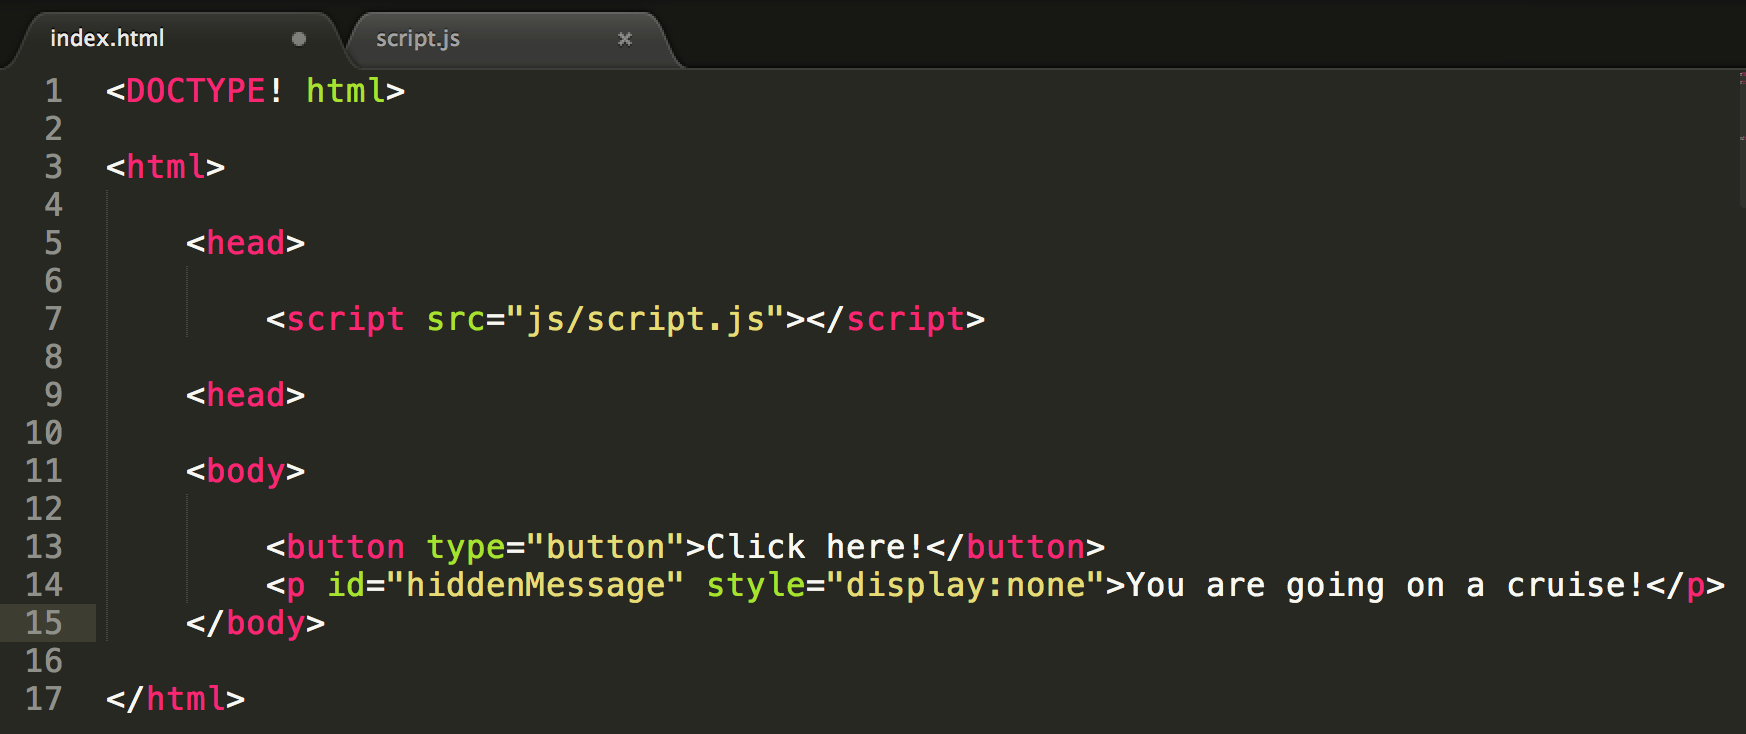 index.html script.js
1 <DOCTYPE! html>
2
3 <html>
4
5 <head>
6
7 <script src="js/script.js"></script>
8
9 <head>
10
11 <body>
12
13 <button type="button">Click here!</button>
14 <p id="hiddenMessage" style="display:none">You are going on a cruise!</p>
15 </body>
16
17 </html>